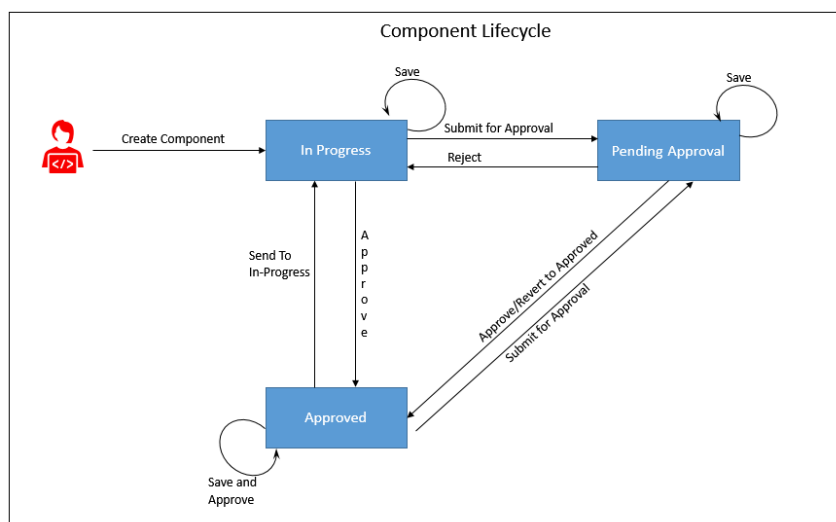 Component Lifecycle
Save
Save
Create Component
In Progress
Submit for Approval
Reject
Pending Approval
Send To
In-Progress
A
p
p
r
o
v
e
Approve/Revert to Approved
Submit for Approval
Approved
Save and
Approve